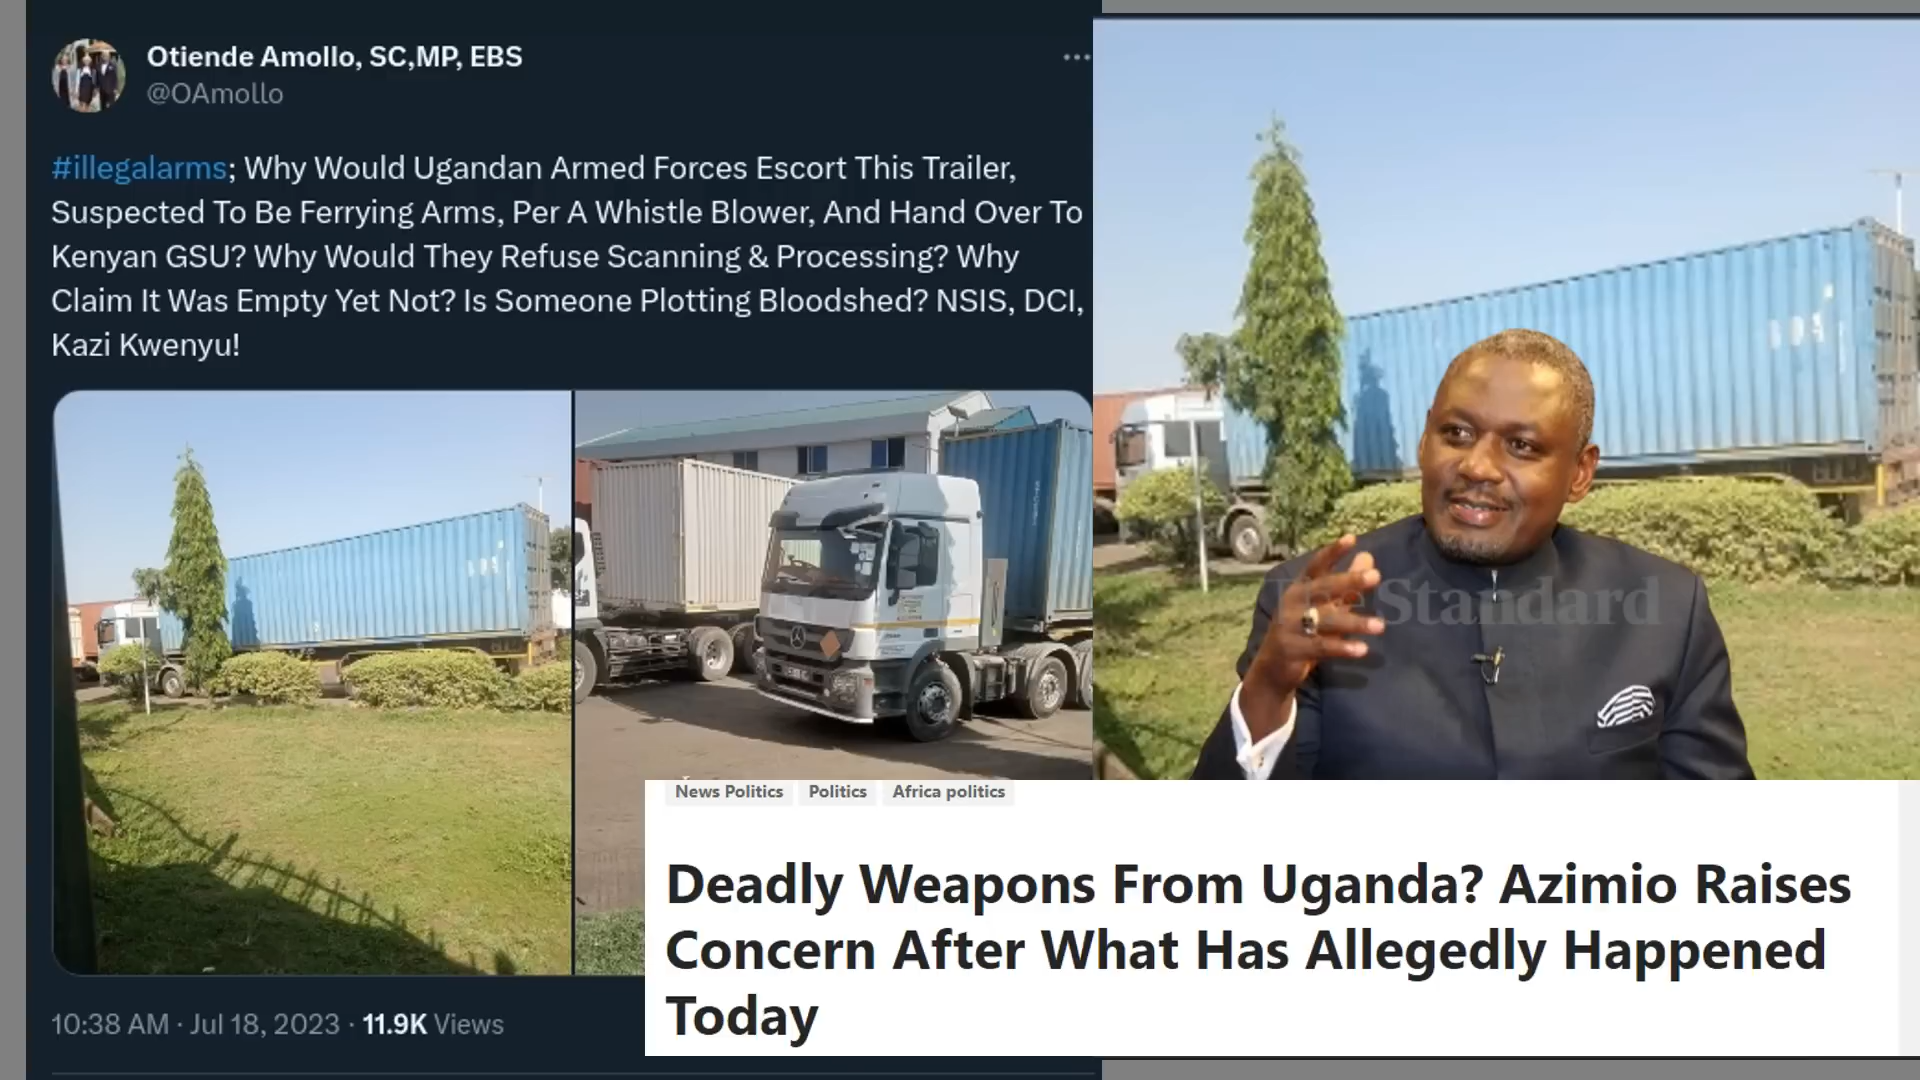 Otiende Amollo, SC,MP, EBS
@OAmollo
#illegalarms; Why Would Ugandan Armed Forces Escort This Trailer,
Suspected To Be Ferrying Arms, Per A Whistle Blower, And Hand Over To
Kenyan GSU? Why Would They Refuse Scanning & Processing? Why
Claim It Was Empty Yet Not? Is Someone Plotting Bloodshed? NSIS, DCI,
Kazi Kwenyu!
10:38 AM · Jul 18, 2023 · 11.9K Views
The Standard
News Politics
Politics
Africa politics
Deadly Weapons From Uganda? Azimio Raises
Concern After What Has Allegedly Happened
Today